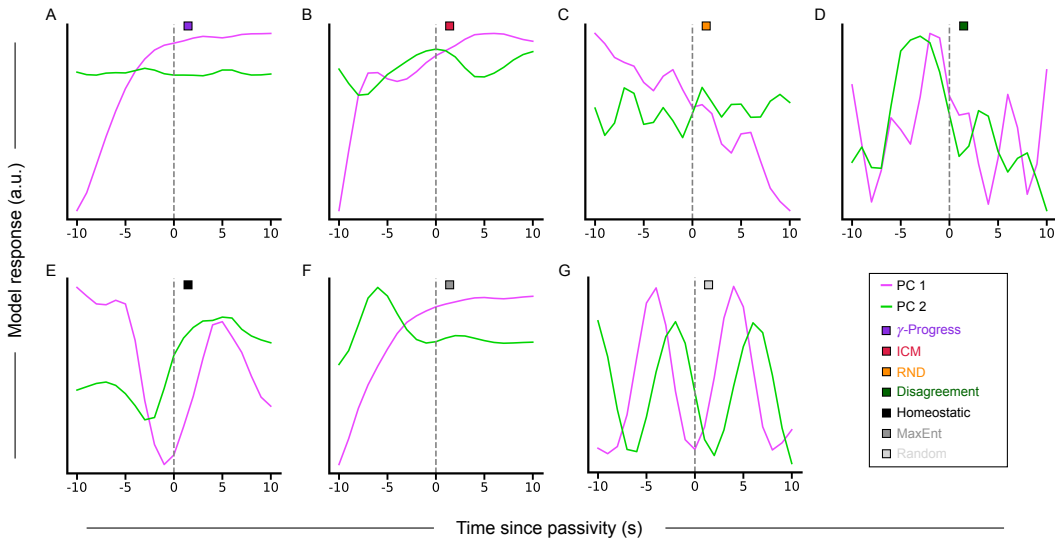 A
B
C
D
-10 -5 0 5 10
-10 -5 0 5 10
-10 -5 0 5 10
-10 -5 0 5 10
Model response (a.u.)
E
F
G
-10 -5 0 5 10
-10 -5 0 5 10
-10 -5 0 5 10
PC 1
PC 2
γ-Progress
ICM
RND
Disagreement
Homeostatic
MaxEnt
Random
Time since passivity (s)